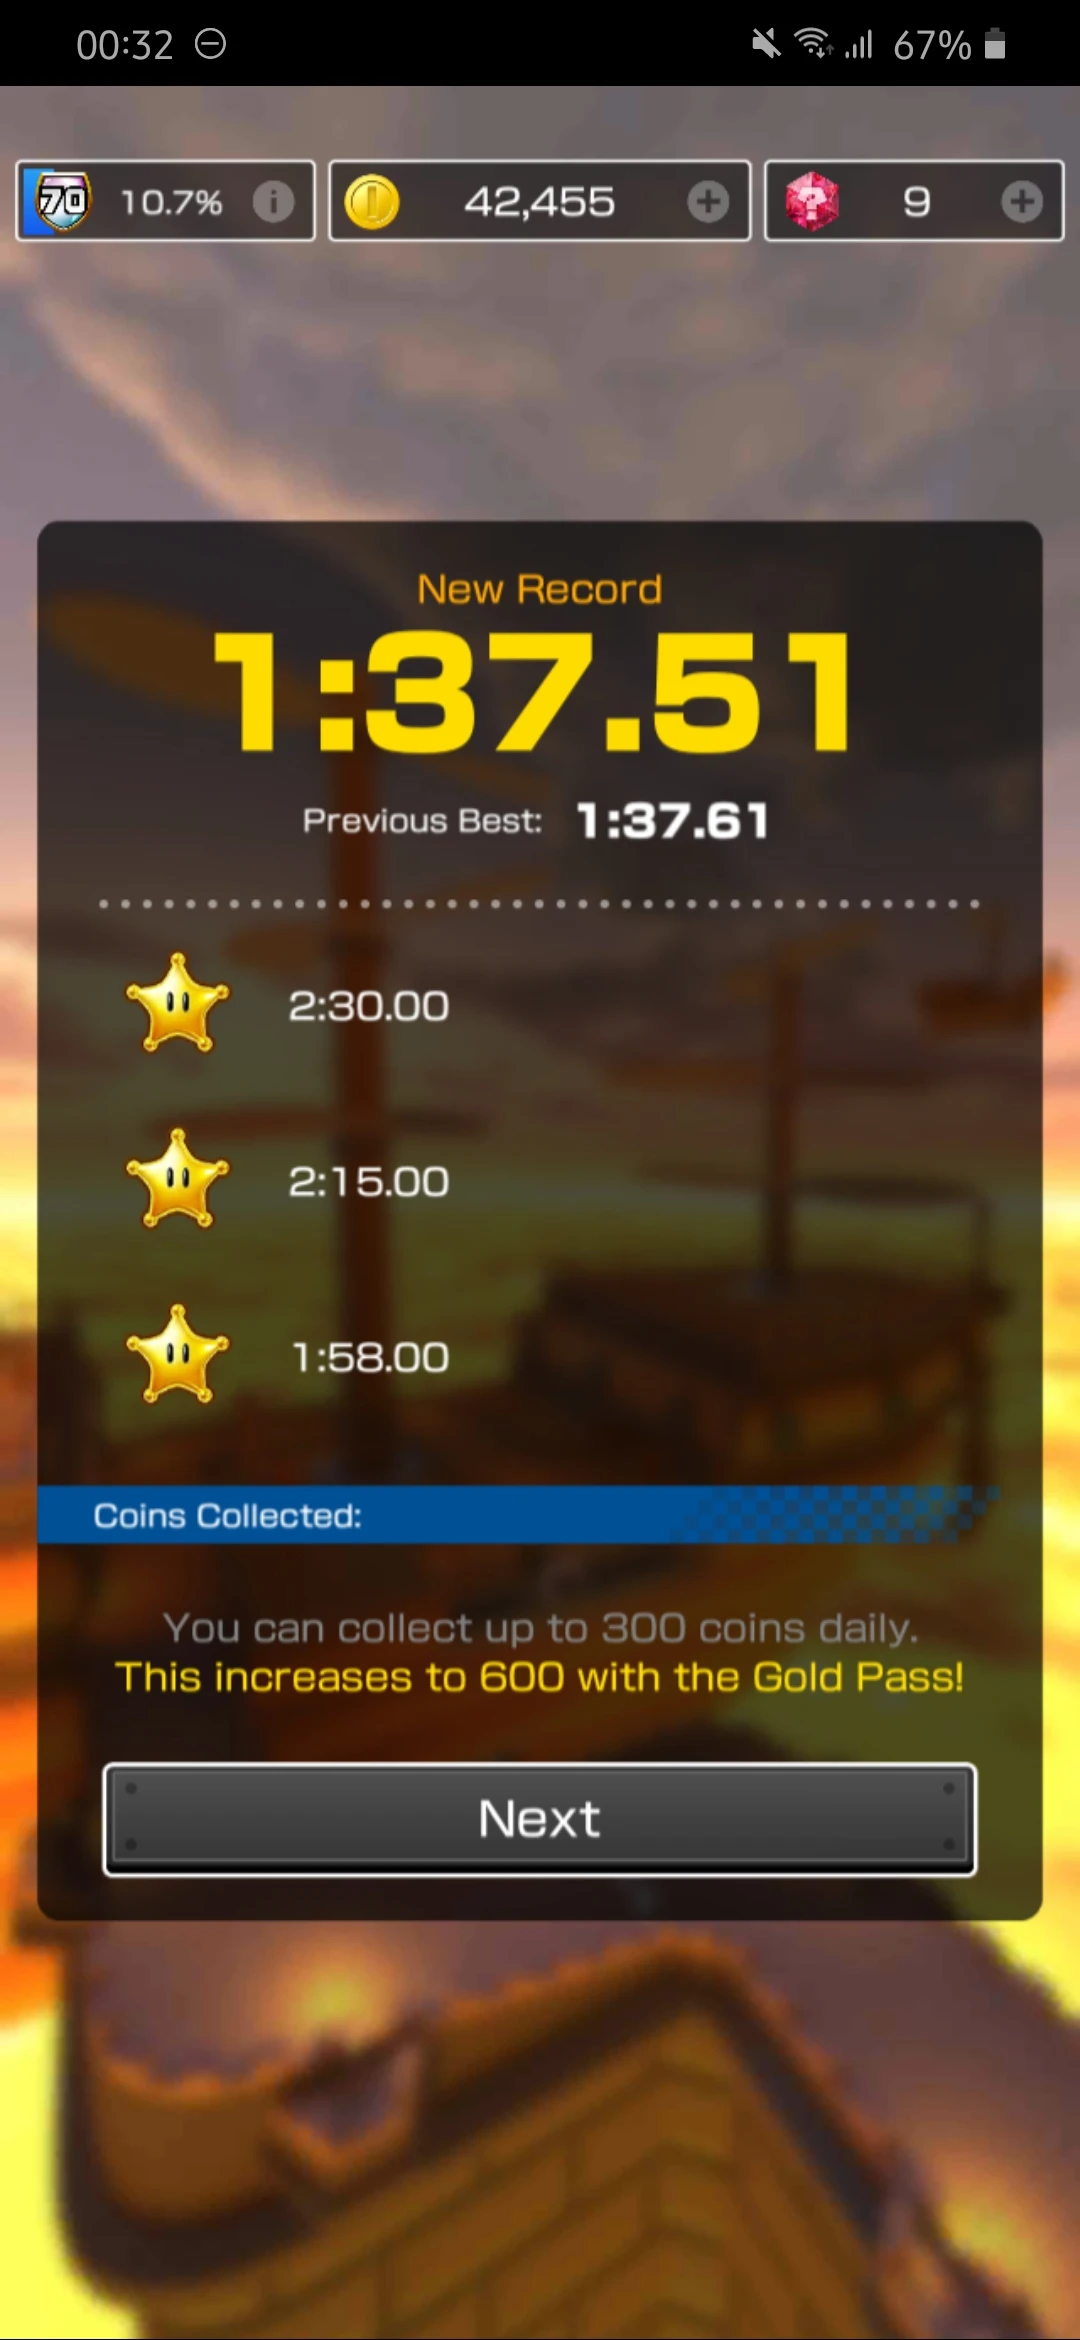 00:32 67%
70 10.7% i 42,455 + ? 9 +
New Record
1:37.51
Previous Best: 1:37.61
2:30.00
2:15.00
1:58.00
Coins Collected:
You can collect up to 300 coins daily.
This increases to 600 with the Gold Pass!
Next